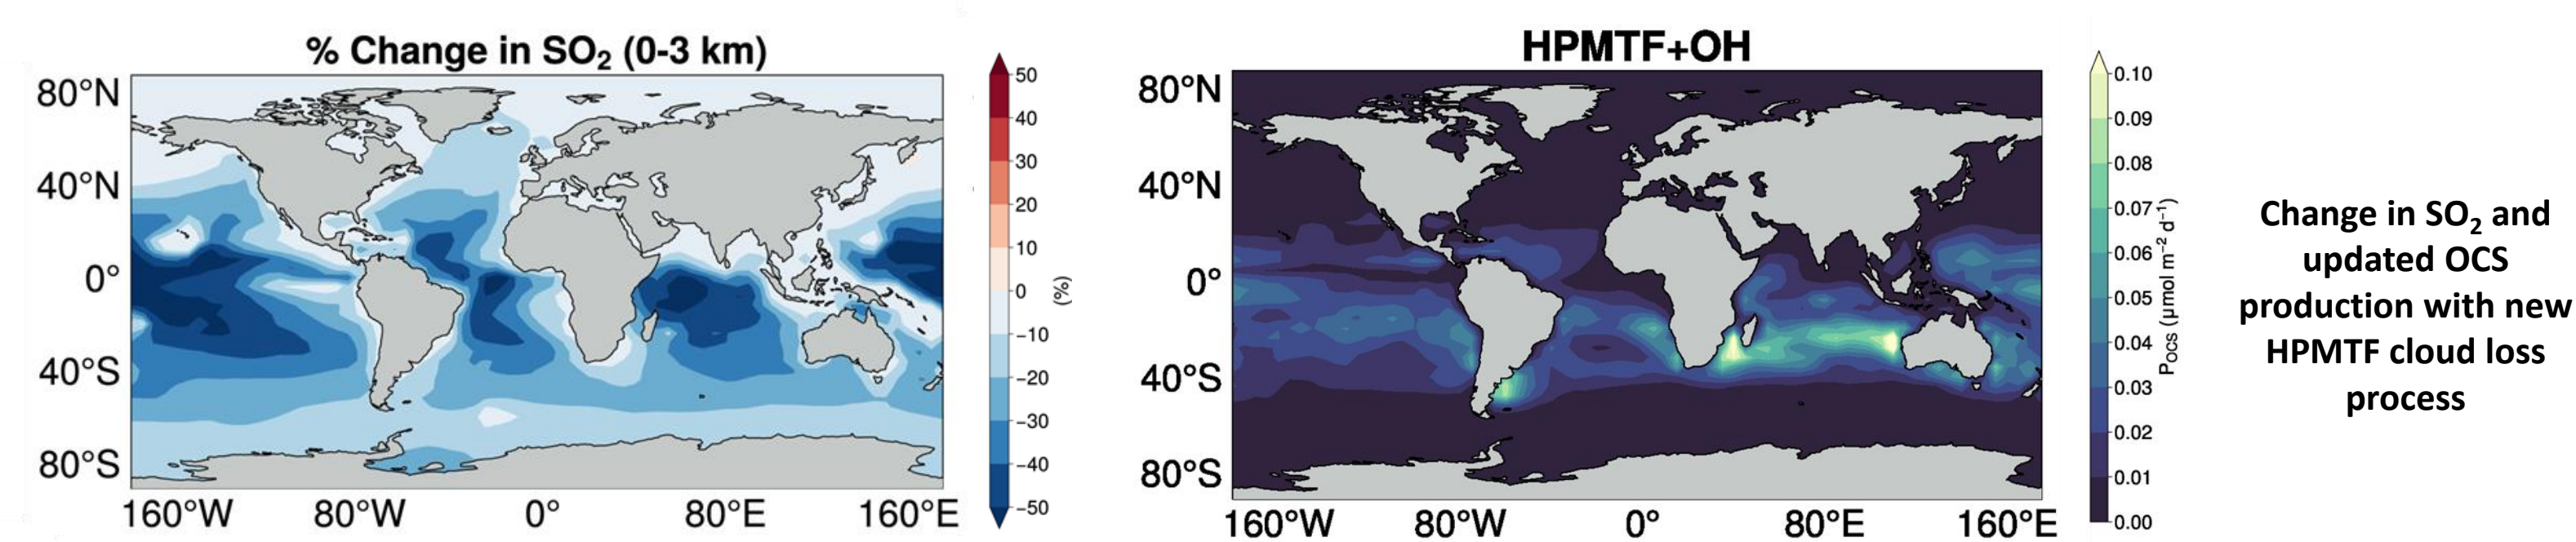 % Change in SO₂ (0-3 km)
80°N
40°N
0°
40°S
80°S
160°W 80°W 0° 80°E 160°E
50
40
30
20
10
0
−10
−20
−30
−40
−50
(%)
HPMTF+OH
80°N
40°N
0°
40°S
80°S
160°W 80°W 0° 80°E 160°E
0.10
0.09
0.08
0.07
0.06
0.05
0.04
0.03
0.02
0.01
0.00
P_OCS (μmol m⁻² d⁻¹)
Change in SO₂ and
updated OCS
production with new
HPMTF cloud loss
process